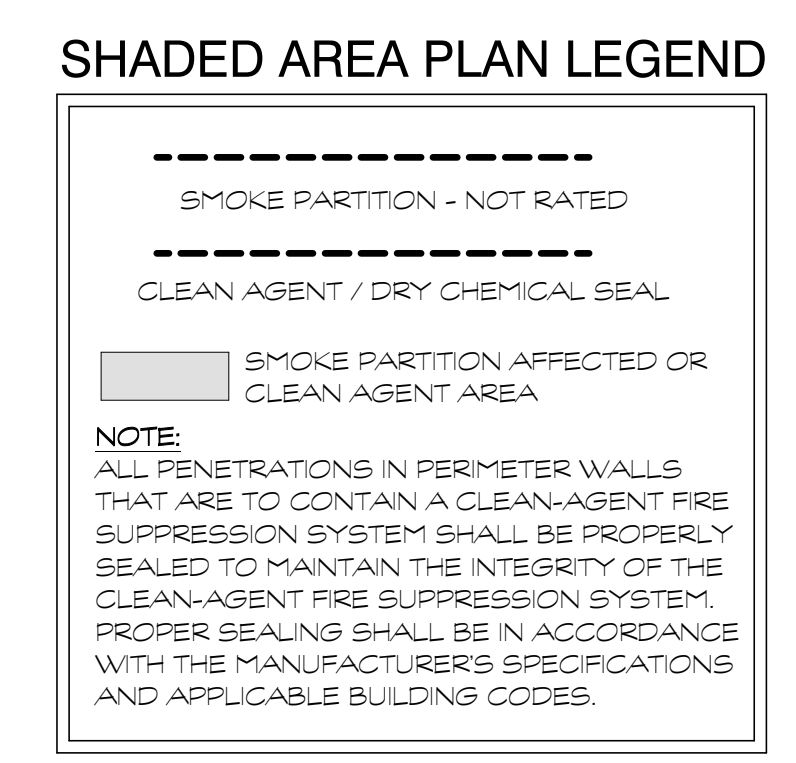 SHADED AREA PLAN LEGEND
SMOKE PARTITION - NOT RATED
CLEAN AGENT / DRY CHEMICAL SEAL
SMOKE PARTITION AFFECTED OR
CLEAN AGENT AREA
NOTE:
ALL PENETRATIONS IN PERIMETER WALLS
THAT ARE TO CONTAIN A CLEAN-AGENT FIRE
SUPPRESSION SYSTEM SHALL BE PROPERLY
SEALED TO MAINTAIN THE INTEGRITY OF THE
CLEAN-AGENT FIRE SUPPRESSION SYSTEM.
PROPER SEALING SHALL BE IN ACCORDANCE
WITH THE MANUFACTURER'S SPECIFICATIONS
AND APPLICABLE BUILDING CODES.